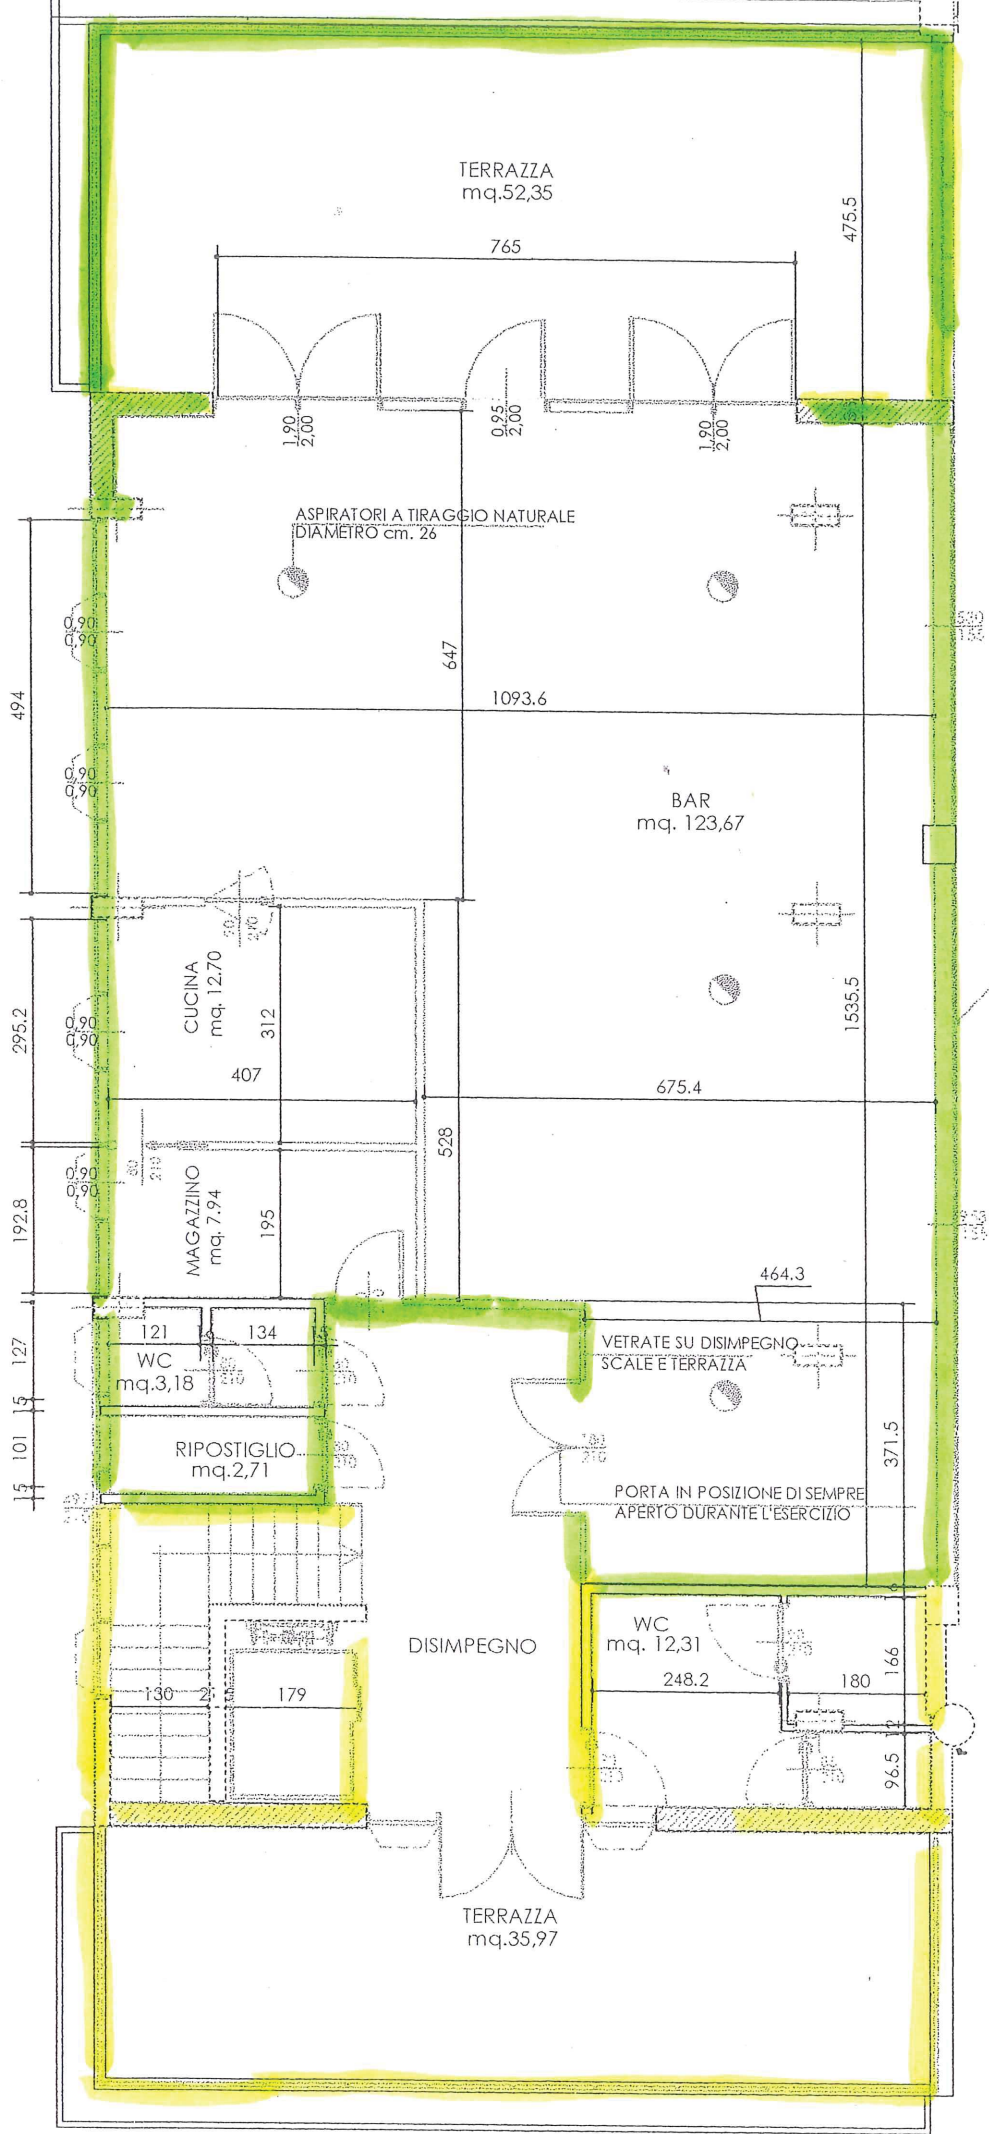 TERRAZZA
mq.52,35
765
475.5
1,90
2,00
0,95
2,00
1,90
2,00
ASPIRATORI A TIRAGGIO NATURALE
DIAMETRO cm. 26
0,90
0,90
647
494
1093.6
0,90
0,90
BAR
mq. 123,67
CUCINA
mq. 12.70
312
295.2
0,90
0,90
1535.5
407
675.4
528
80
210
0,90
0,90
MAGAZZINO
mq. 7.94
195
192.8
464.3
121
134
127
WC
mq.3,18
VETRATE SU DISIMPEGNO
SCALE E TERRAZZA
15
371.5
101
RIPOSTIGLIO
mq.2,71
180
210
15
PORTA IN POSIZIONE DI SEMPRE
APERTO DURANTE L'ESERCIZIO
DISIMPEGNO
WC
mq. 12,31
166
248.2
180
130
179
12
96.5
TERRAZZA
mq.35,97